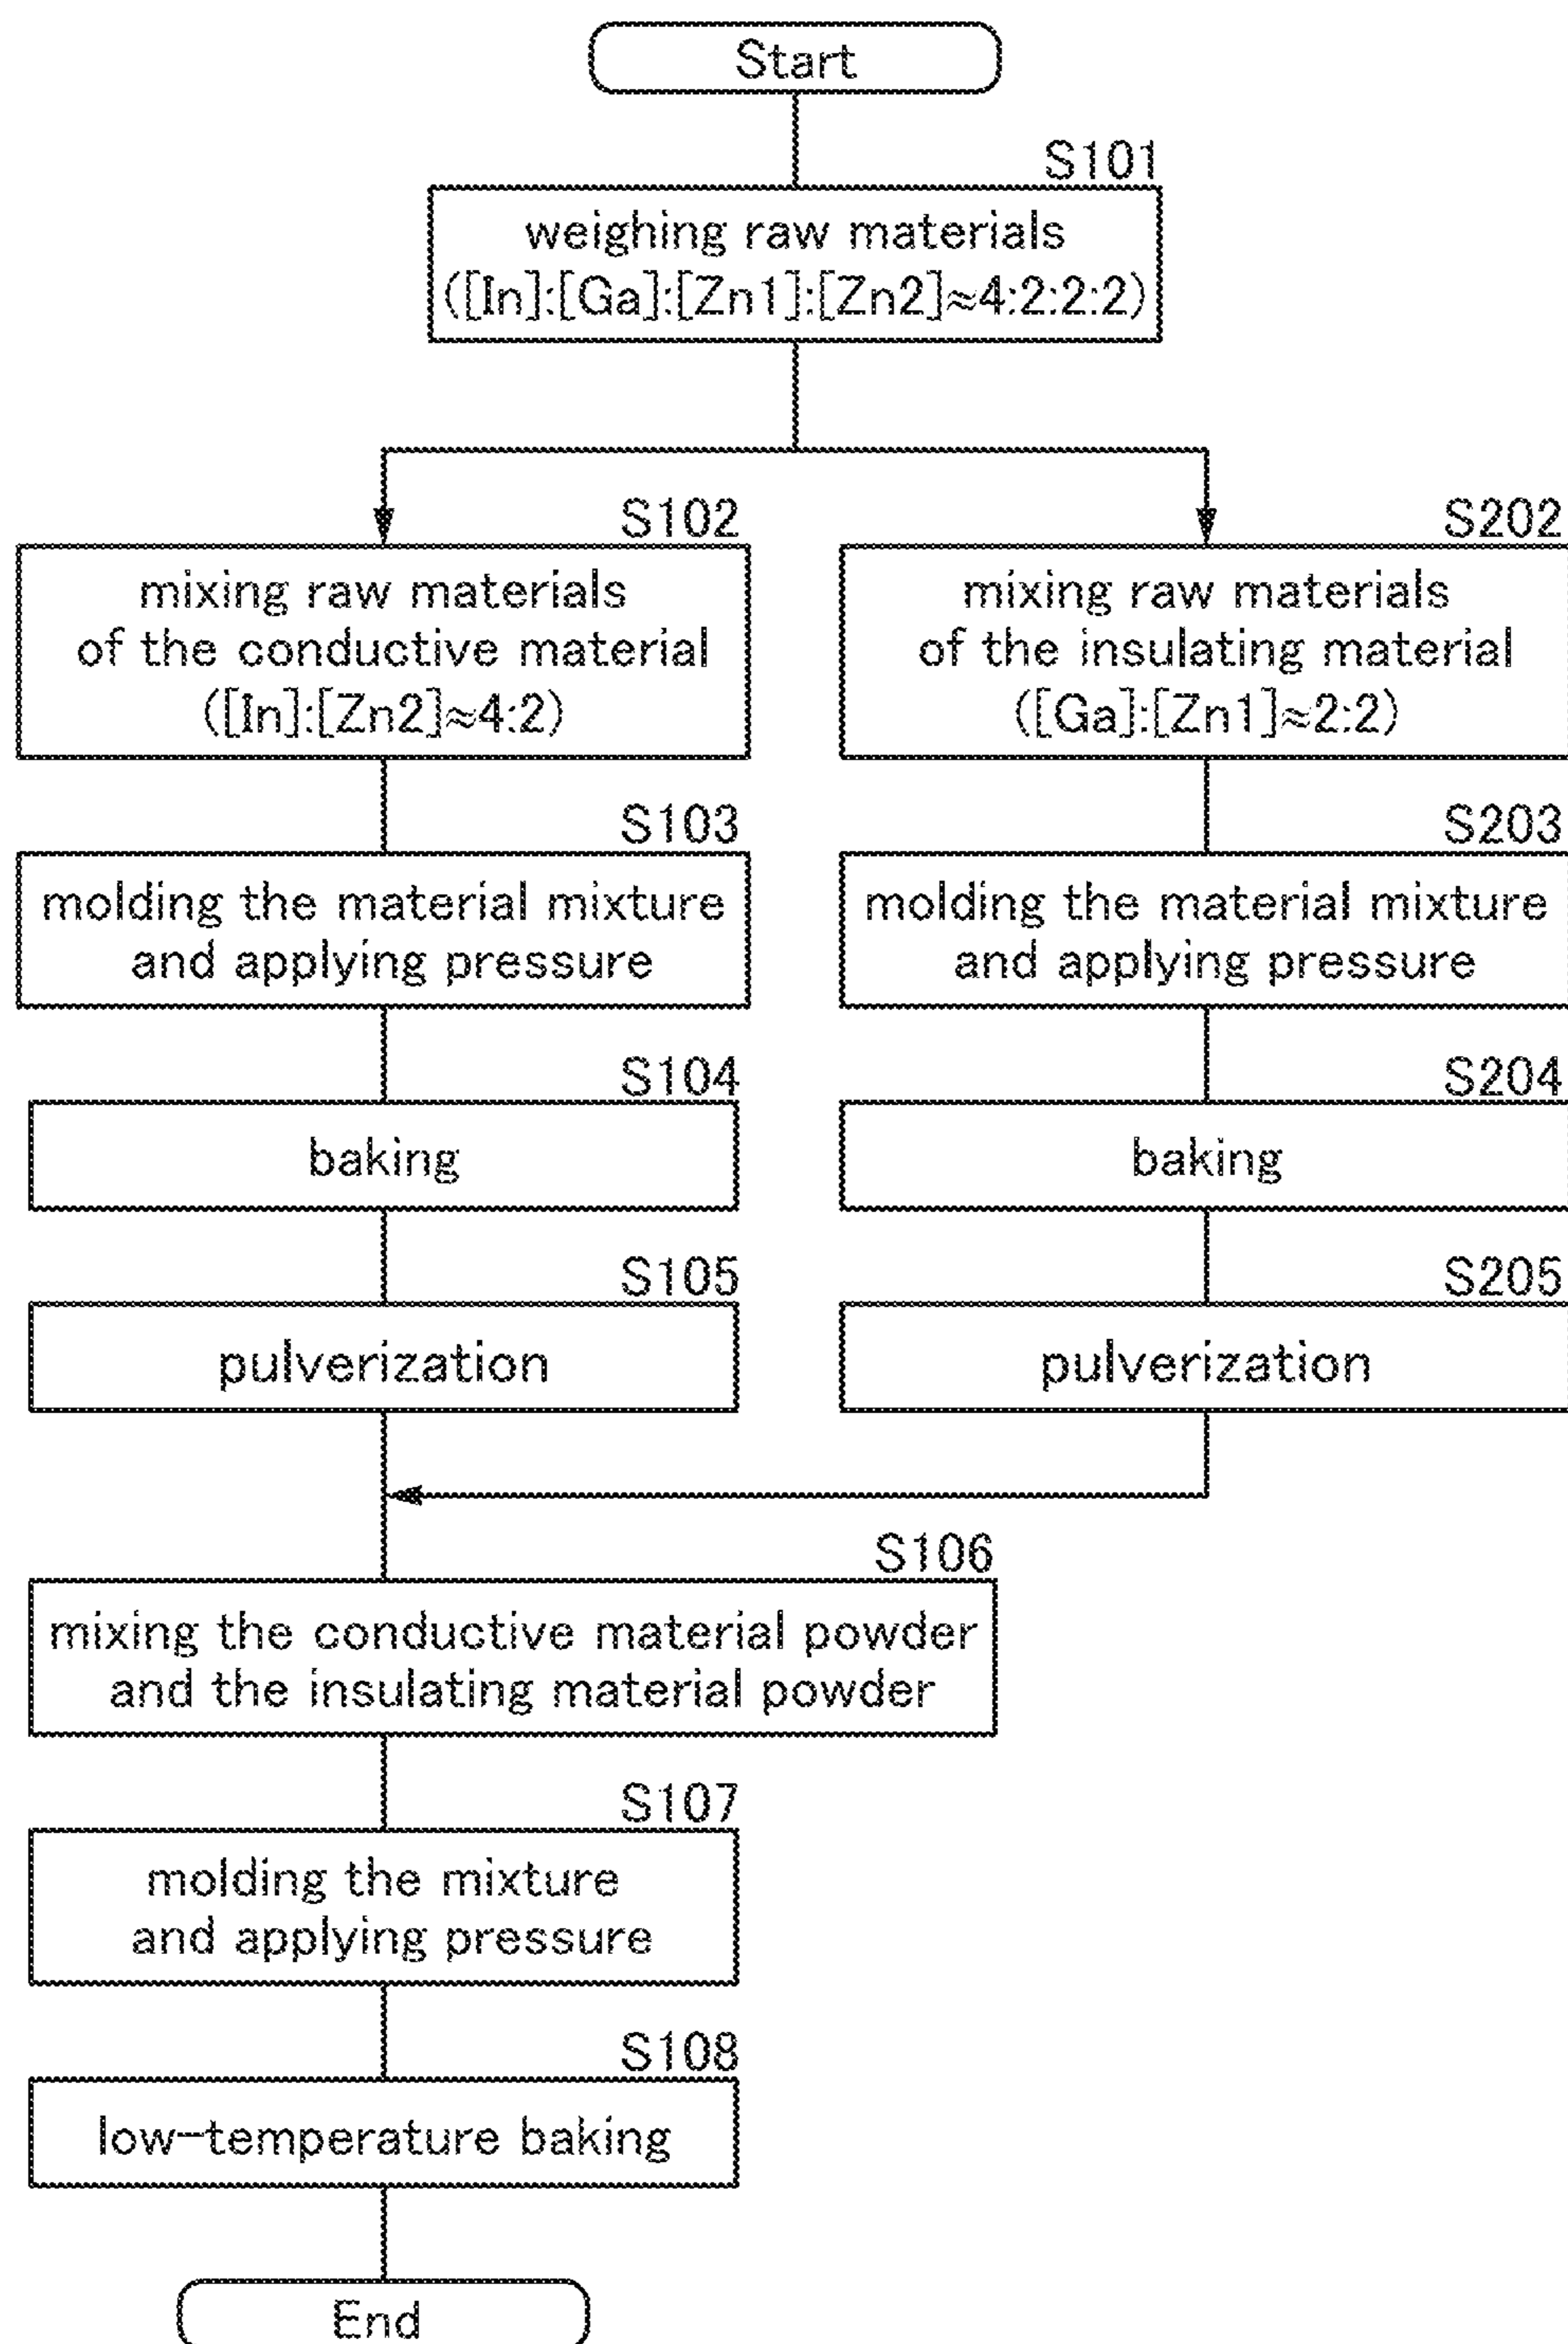 Start
S101
weighing raw materials
([In]:[Ga]:[Zn1]:[Zn2]≈4:2:2:2)
S102
mixing raw materials
of the conductive material
([In]:[Zn2]≈4:2)
S202
mixing raw materials
of the insulating material
([Ga]:[Zn1]≈2:2)
S103
molding the material mixture
and applying pressure
S203
molding the material mixture
and applying pressure
S104
baking
S204
baking
S105
pulverization
S205
pulverization
S106
mixing the conductive material powder
and the insulating material powder
S107
molding the mixture
and applying pressure
S108
low-temperature baking
End